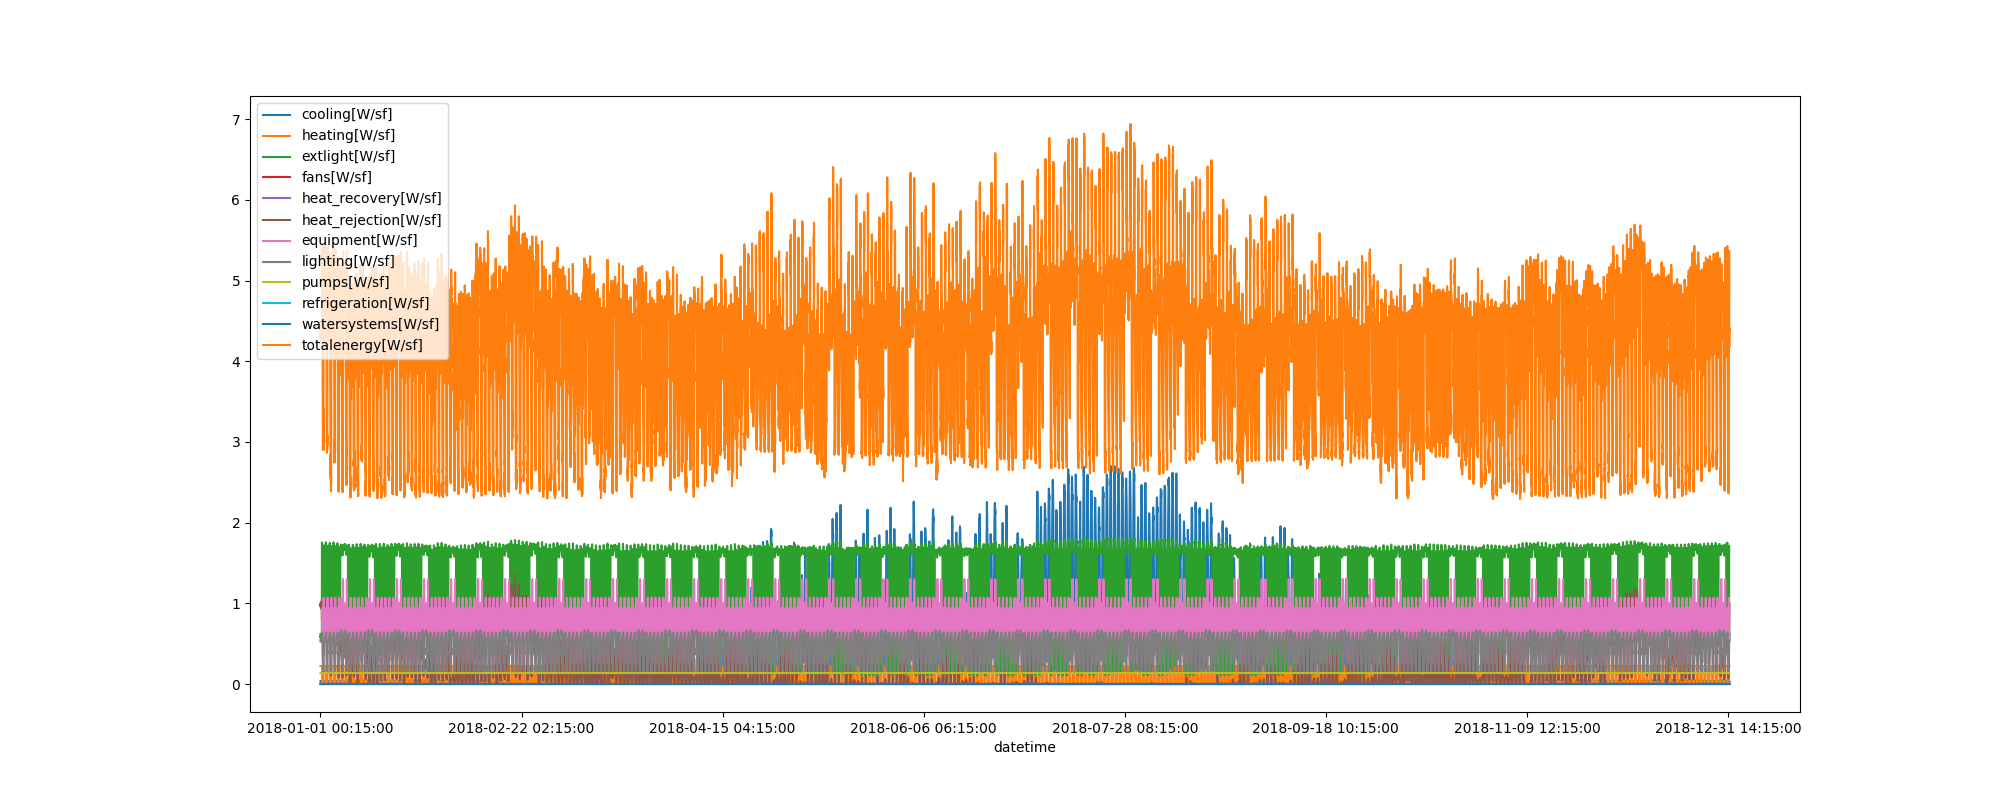 cooling[W/sf]
heating[W/sf]
extlight[W/sf]
fans[W/sf]
heat_recovery[W/sf]
heat_rejection[W/sf]
equipment[W/sf]
lighting[W/sf]
pumps[W/sf]
refrigeration[W/sf]
watersystems[W/sf]
totalenergy[W/sf]
7
6
5
4
3
2
1
0
2018-01-01 00:15:00 2018-02-22 02:15:00 2018-04-15 04:15:00 2018-06-06 06:15:00 2018-07-28 08:15:00 2018-09-18 10:15:00 2018-11-09 12:15:00 2018-12-31 14:15:00
datetime